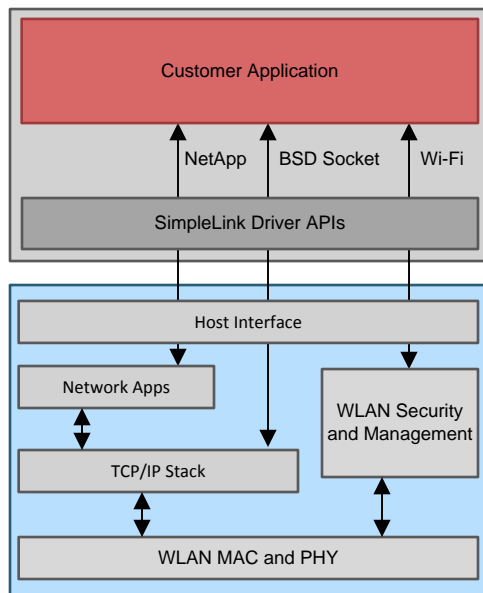 Customer Application
NetApp
BSD Socket
Wi-Fi
SimpleLink Driver APIs
Host Interface
Network Apps
WLAN Security
and Management
TCP/IP Stack
WLAN MAC and PHY